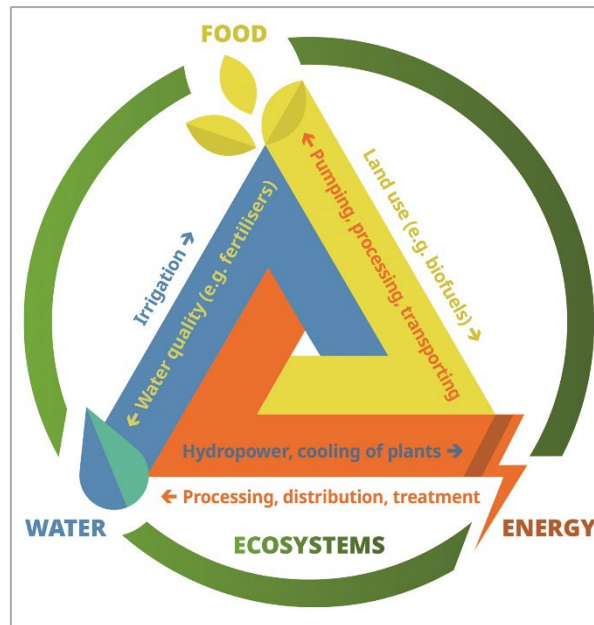 FOOD
Irrigation →
← Water quality (e.g. fertilisers)
Land use (e.g. biofuels) →
← Pumping, processing, transporting
Hydropower, cooling of plants →
← Processing, distribution, treatment
WATER
ECOSYSTEMS
ENERGY